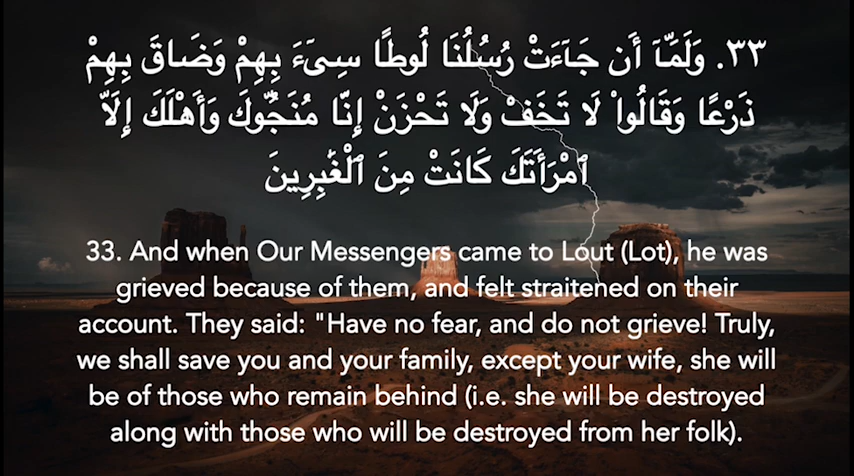 ٣٣. وَلَمَّآ أَن جَآءَتْ رُسُلُنَا لُوطًا سِىٓءَ بِهِمْ وَضَاقَ بِهِمْ
ذَرْعًا وَقَالُوا۟ لَا تَخَفْ وَلَا تَحْزَنْ إِنَّا مُنَجُّوكَ وَأَهْلَكَ إِلَّا
ٱمْرَأَتَكَ كَانَتْ مِنَ ٱلْغَٰبِرِينَ
33. And when Our Messengers came to Lout (Lot), he was
grieved because of them, and felt straitened on their
account. They said: "Have no fear, and do not grieve! Truly,
we shall save you and your family, except your wife, she will
be of those who remain behind (i.e. she will be destroyed
along with those who will be destroyed from her folk).